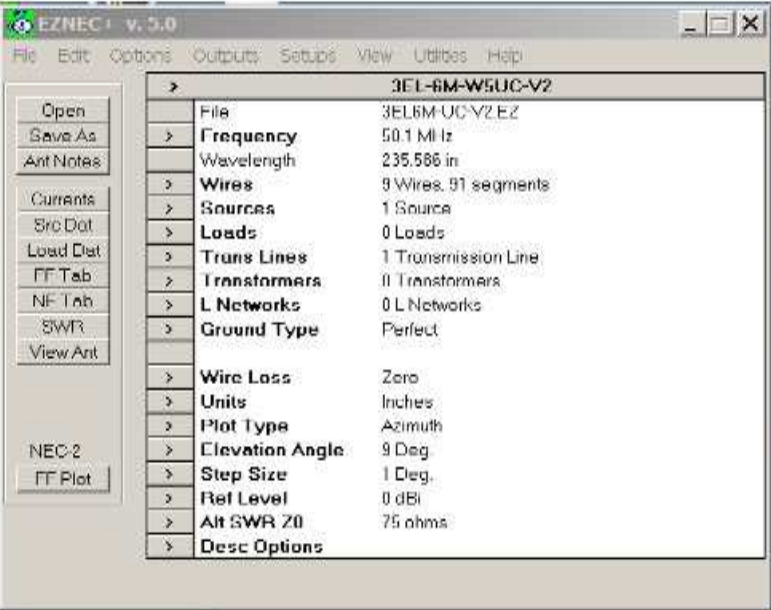 EZNEC+ v. 5.0
File Edit Options Outputs Setups View Utilities Help
> 3EL-6M-W5UC-V2
File 3EL6M-UC-V2.EZ
> Frequency 50.1 MHz
Wavelength 235.586 in
> Wires 9 Wires, 91 segments
> Sources 1 Source
> Loads 0 Loads
> Trans Lines 1 Transmission Line
> Transformers 0 Transformers
> L Networks 0 L Networks
> Ground Type Perfect
> Wire Loss Zero
> Units Inches
> Plot Type Azimuth
> Elevation Angle 9 Deg.
> Step Size 1 Deg.
> Ref Level 0 dBi
> Alt SWR Z0 75 ohms
> Desc Options
Open
Save As
Ant Notes
Currents
Src Dat
Load Dat
FF Tab
NF Tab
SWR
View Ant
NEC-2
FF Plot